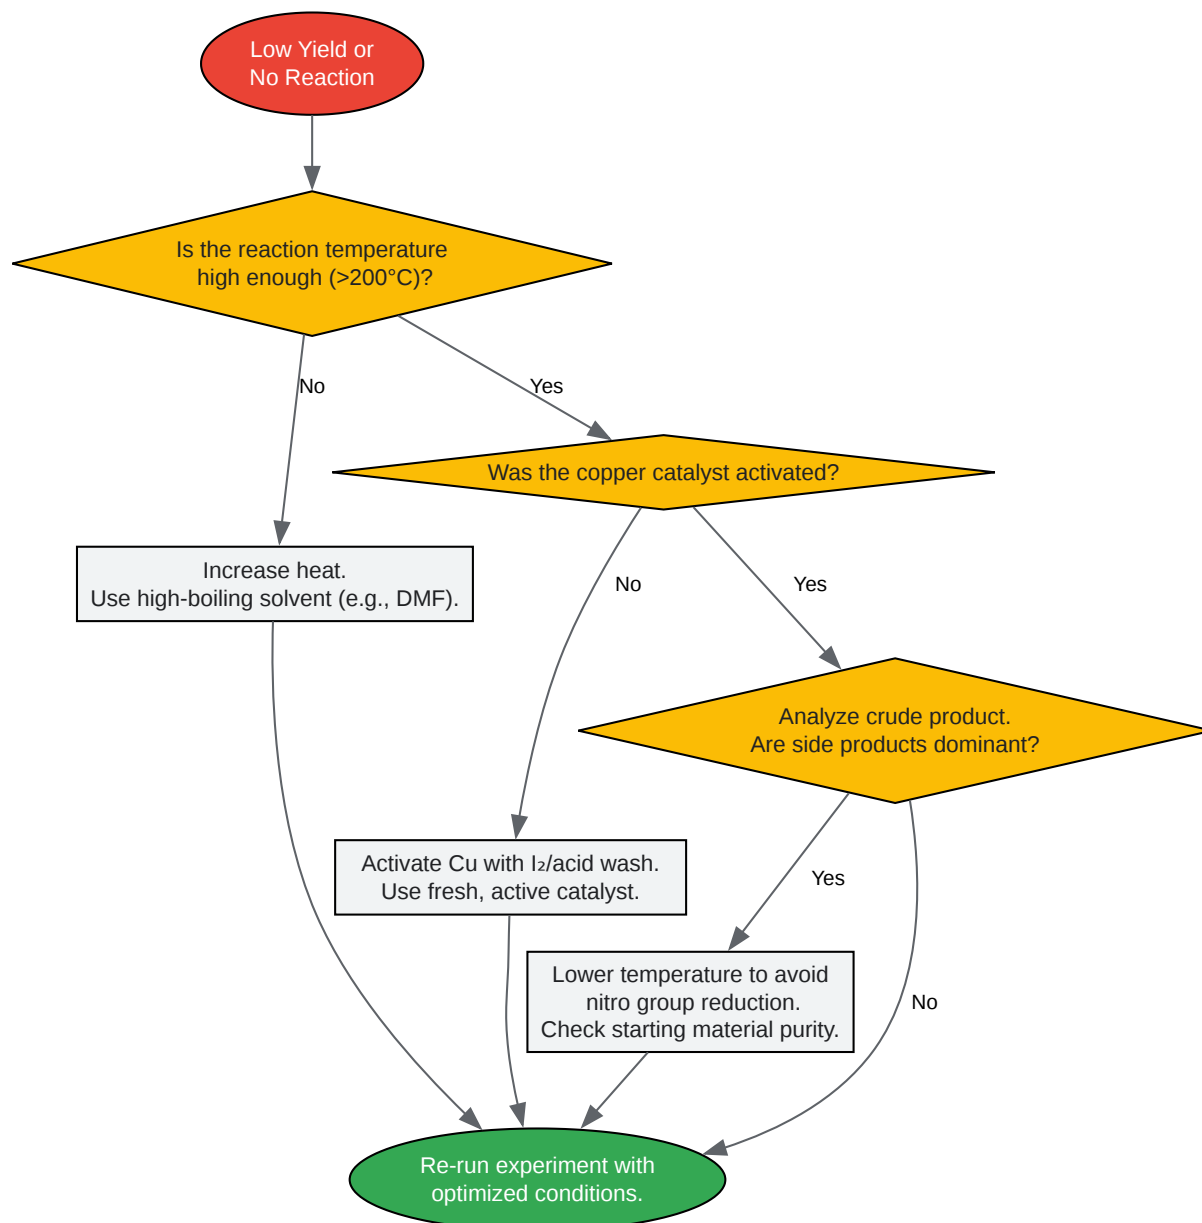 Low Yield or
No Reaction
Is the reaction temperature
high enough (>200°C)?
No
Yes
Was the copper catalyst activated?
Increase heat.
Use high-boiling solvent (e.g., DMF).
No
Yes
Analyze crude product.
Are side products dominant?
Activate Cu with I₂/acid wash.
Use fresh, active catalyst.
Yes
Lower temperature to avoid
nitro group reduction.
Check starting material purity.
No
Re-run experiment with
optimized conditions.